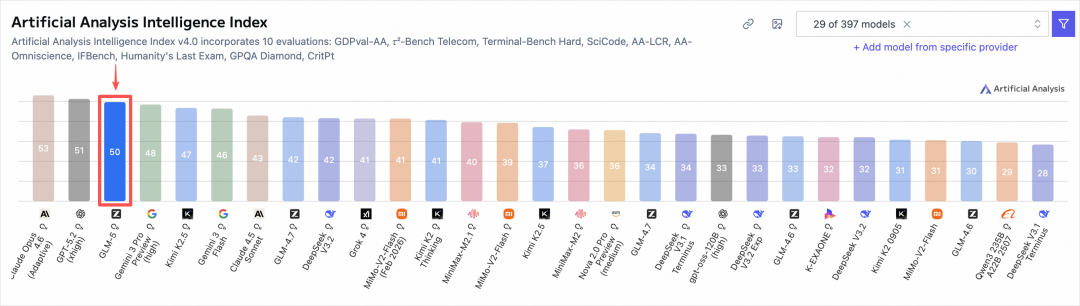 Artificial Analysis Intelligence Index
29 of 397 models
Artificial Analysis Intelligence Index v4.0 incorporates 10 evaluations: GDPval-AA, τ²-Bench Telecom, Terminal-Bench Hard, SciCode, AA-LCR, AA-
Omniscience, IFBench, Humanity's Last Exam, GPQA Diamond, CritPt
+ Add model from specific provider
Artificial Analysis
53
51
50
48
47
46
43
42
42
41
41
41
40
39
37
36
36
34
34
33
33
33
32
32
31
31
30
29
28
Claude Opus
4.6
(Adaptive)
GPT-5.2
(xhigh)
GLM-5
Gemini 3 Pro
Preview
(high)
Kimi K2.5
Gemini 3
Flash
Claude 4.5
Sonnet
GLM-4.7
DeepSeek
V3.2
Grok 4
MiMo-V2-Flash
(Feb 2026)
Kimi K2
Thinking
MiniMax-M2.1
MiMo-V2-Flash
Kimi K2.5
MiniMax-M2
Nova 2.0 Pro
Preview
(medium)
GLM-4.7
DeepSeek
V3.1
Terminus
gpt-oss-120B
(high)
DeepSeek
V3.2 Exp
GLM-4.6
K-EXAONE
DeepSeek V3.2
Kimi K2 0905
MiMo-V2-Flash
GLM-4.6
Qwen3 235B
A22B 2507
DeepSeek V3.1
Terminus